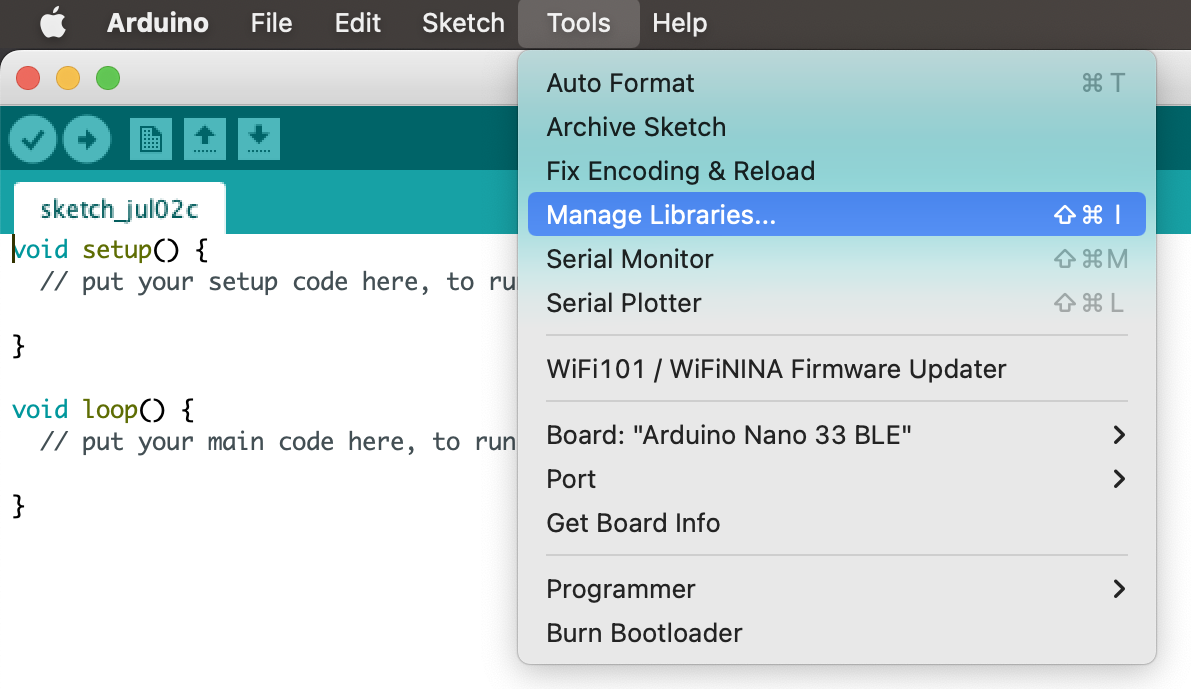 Arduino File Edit Sketch Tools Help
Auto Format ⌘ T
Archive Sketch
Fix Encoding & Reload
Manage Libraries... ⇧ ⌘ I
Serial Monitor ⇧ ⌘ M
Serial Plotter ⇧ ⌘ L
WiFi101 / WiFiNINA Firmware Updater
Board: "Arduino Nano 33 BLE"
Port
Get Board Info
Programmer
Burn Bootloader
sketch_jul02c
void setup() {
// put your setup code here, to ru
}
void loop() {
// put your main code here, to run
}